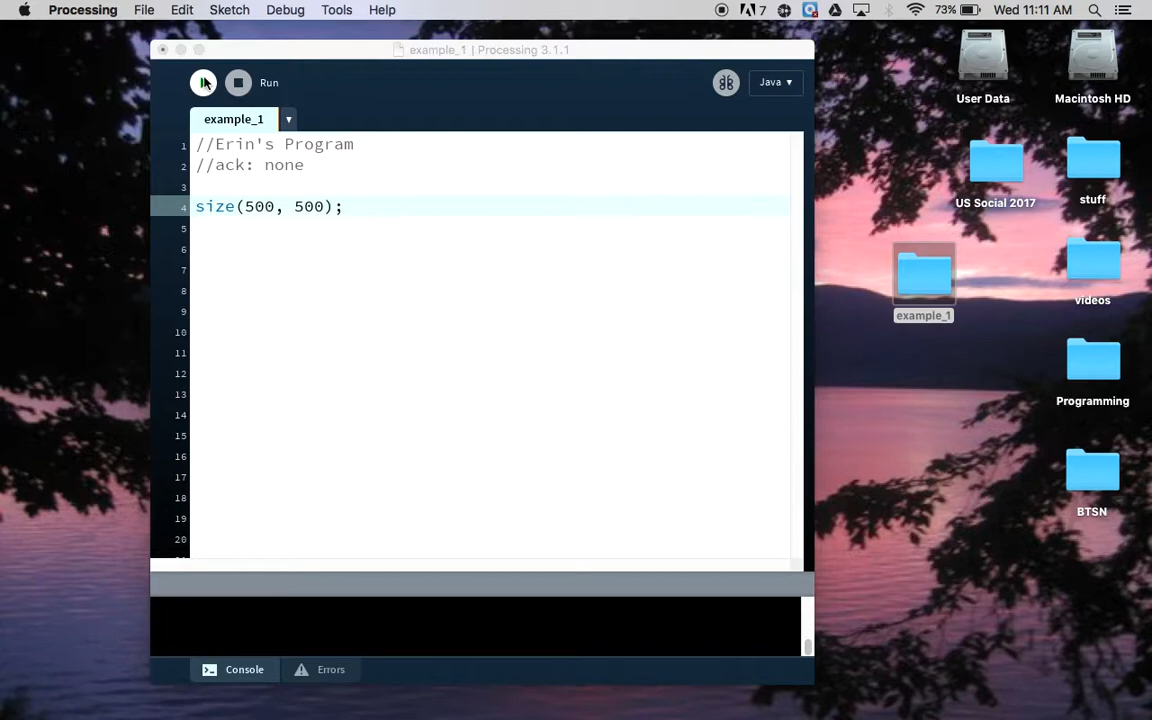 Processing File Edit Sketch Debug Tools Help
7 73% Wed 11:11 AM
example_1 | Processing 3.1.1
Run
Java ▾
example_1 ▾
1 //Erin's Program
2 //ack: none
3
4 size(500, 500);
5
6
7
8
9
10
11
12
13
14
15
16
17
18
19
20
Console Errors
User Data
Macintosh HD
US Social 2017
stuff
example_1
videos
Programming
BTSN